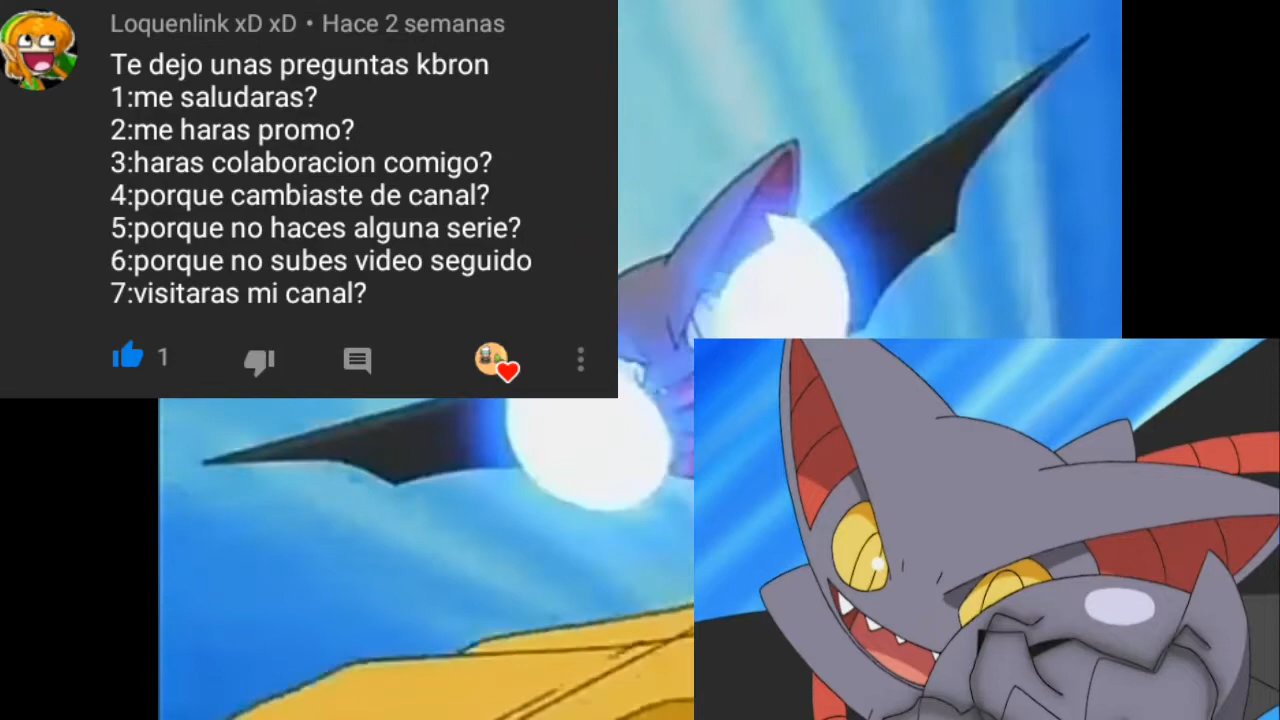 Loquenlink xD xD • Hace 2 semanas
Te dejo unas preguntas kbron
1:me saludaras?
2:me haras promo?
3:haras colaboracion comigo?
4:porque cambiaste de canal?
5:porque no haces alguna serie?
6:porque no subes video seguido
7:visitaras mi canal?
1